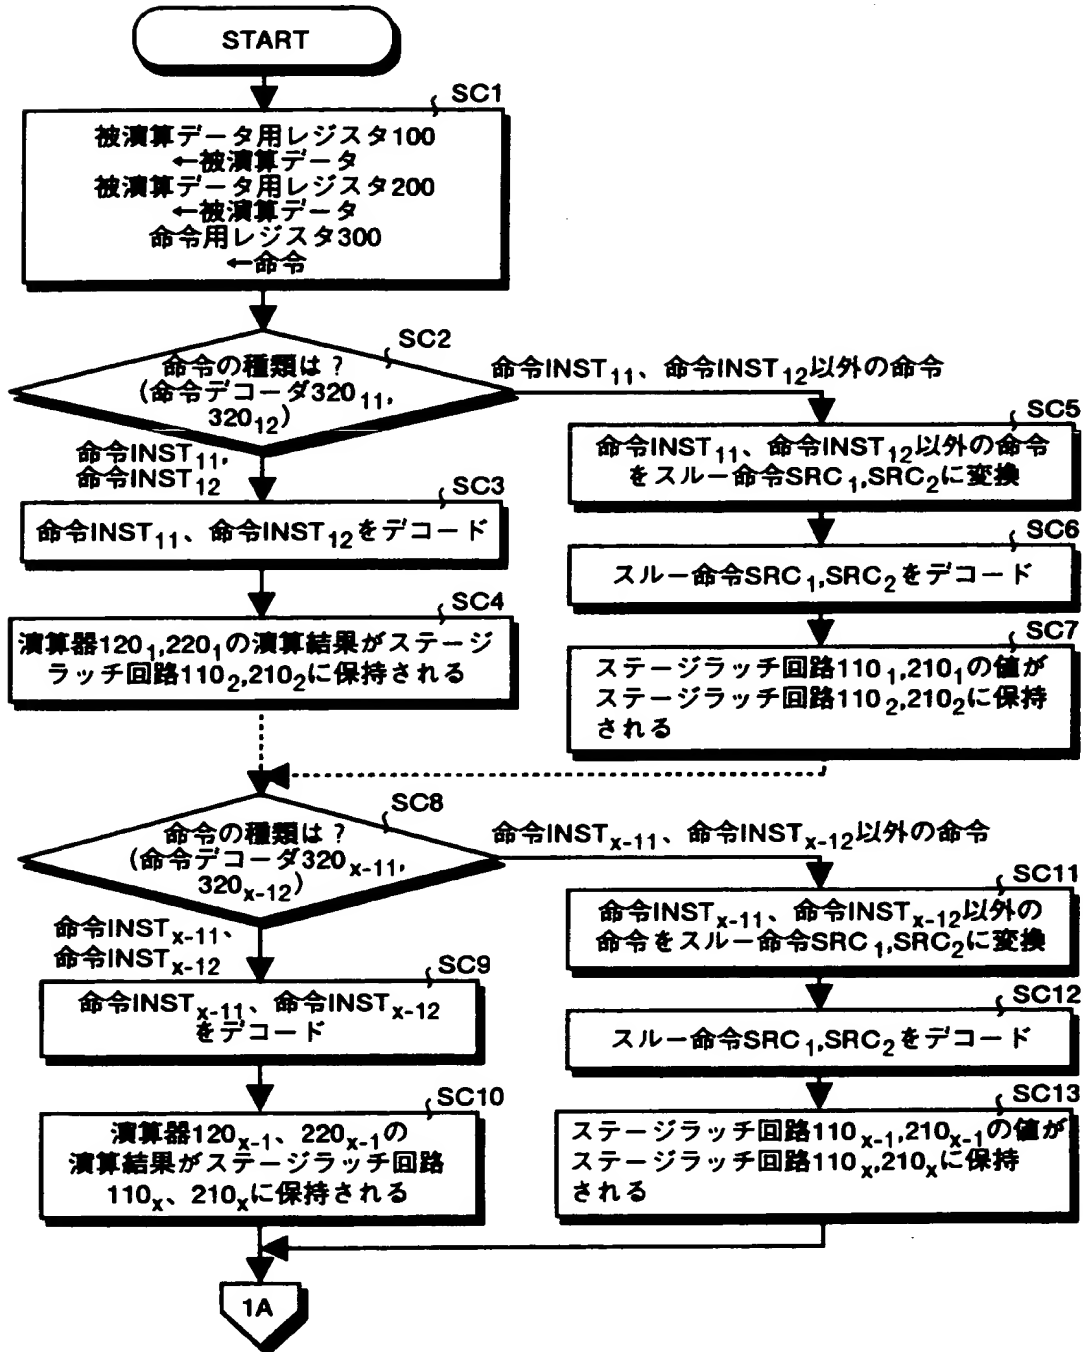 START
SC1
被演算データ用レジスタ100
←被演算データ
被演算データ用レジスタ200
←被演算データ
命令用レジスタ300
←命令
SC2
命令の種類は?
(命令デコーダ320₁₁,
320₁₂)
命令INST₁₁、命令INST₁₂以外の命令
命令INST₁₁,
命令INST₁₂
SC3
命令INST₁₁、命令INST₁₂をデコード
SC4
演算器120₁,220₁の演算結果がステージ
ラッチ回路110₂,210₂に保持される
SC5
命令INST₁₁、命令INST₁₂以外の命令
をスルー命令SRC₁,SRC₂に変換
SC6
スルー命令SRC₁,SRC₂をデコード
SC7
ステージラッチ回路110₁,210₁の値が
ステージラッチ回路110₂,210₂に保持
される
SC8
命令の種類は?
(命令デコーダ320ₓ₋₁₁,
320ₓ₋₁₂)
命令INSTₓ₋₁₁、命令INSTₓ₋₁₂以外の命令
命令INSTₓ₋₁₁、
命令INSTₓ₋₁₂
SC9
命令INSTₓ₋₁₁、命令INSTₓ₋₁₂
をデコード
SC10
演算器120ₓ₋₁、220ₓ₋₁の
演算結果がステージラッチ回路
110ₓ、210ₓに保持される
SC11
命令INSTₓ₋₁₁、命令INSTₓ₋₁₂以外の
命令をスルー命令SRC₁,SRC₂に変換
SC12
スルー命令SRC₁,SRC₂をデコード
SC13
ステージラッチ回路110ₓ₋₁,210ₓ₋₁の値が
ステージラッチ回路110ₓ,210ₓに保持
される
1A